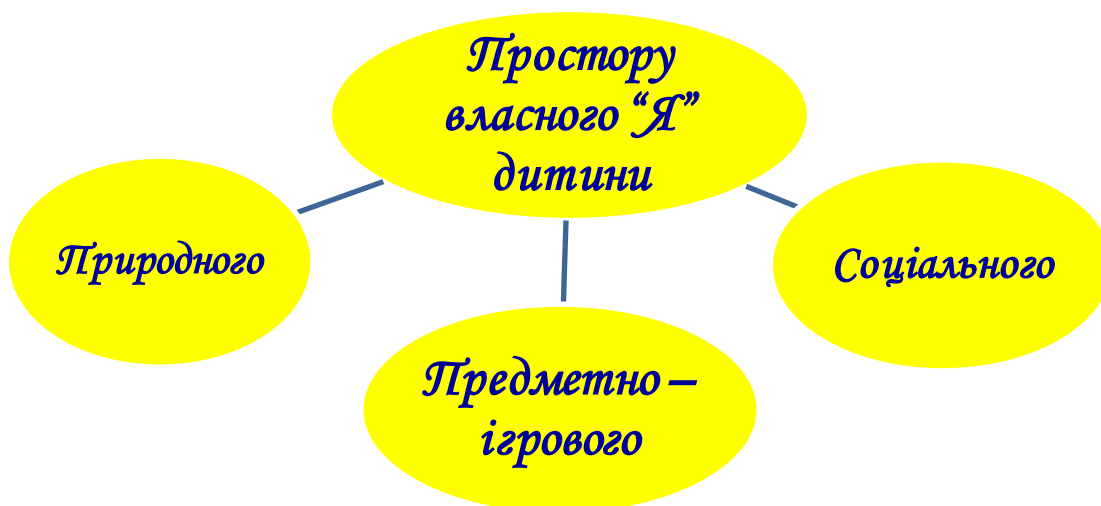 Простору
власного “Я”
дитини
Природного
Соціального
Предметно –
ігрового